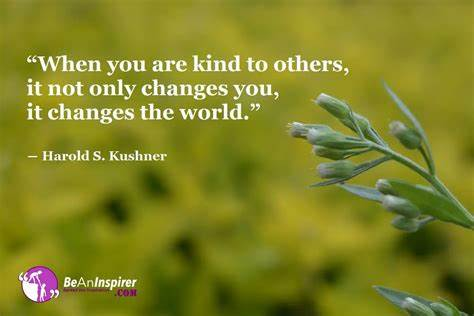 “When you are kind to others,
it not only changes you,
it changes the world.”
— Harold S. Kushner
BeAnInspirer
.COM